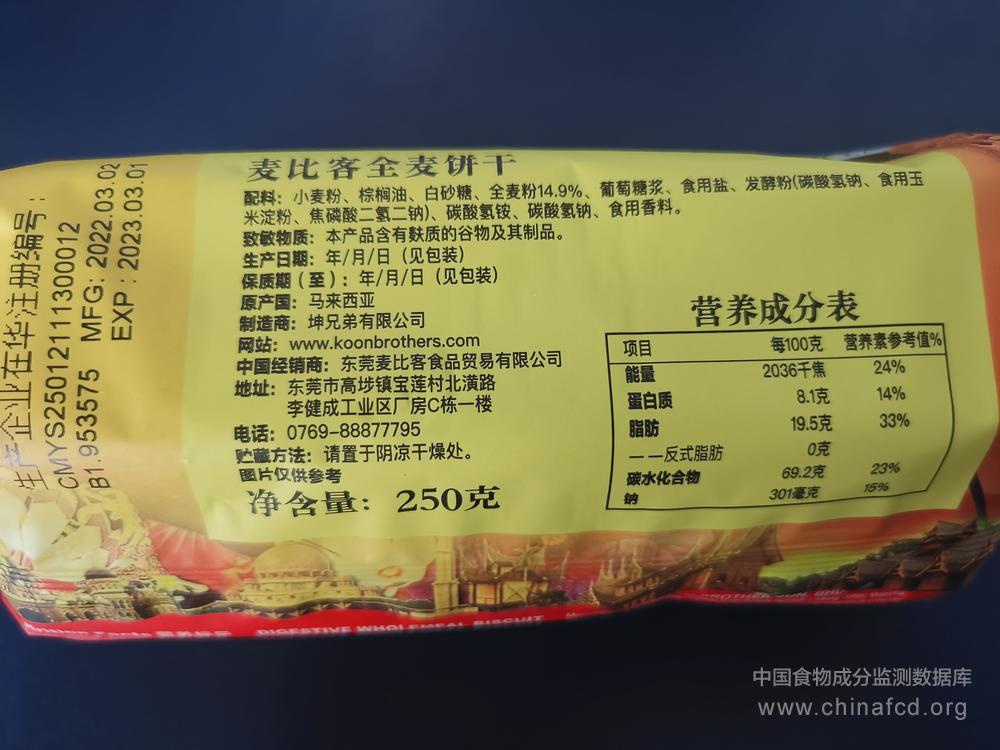 生产企业在华注册编号：
CMYS25012111300012
B1.953575 MFG: 2022.03.02
EXP : 2023.03.01
麦比客全麦饼干
配料：小麦粉、棕榈油、白砂糖、全麦粉14.9%、葡萄糖浆、食用盐、发酵粉(碳酸氢钠、食用玉
米淀粉、焦磷酸二氢二钠)、碳酸氢铵、碳酸氢钠、食用香料。
致敏物质：本产品含有麸质的谷物及其制品。
生产日期：年/月/日（见包装）
保质期（至）：年/月/日（见包装）
原产国：马来西亚
制造商：坤兄弟有限公司
网站：www.koonbrothers.com
中国经销商：东莞麦比客食品贸易有限公司
地址：东莞市高埗镇宝莲村北潢路
李健成工业区厂房C栋一楼
电话：0769-88877795
贮藏方法：请置于阴凉干燥处。
图片仅供参考
净含量：250克
营养成分表
项目 每100克 营养素参考值%
能量 2036千焦 24%
蛋白质 8.1克 14%
脂肪 19.5克 33%
——反式脂肪 0克
碳水化合物 69.2克 23%
钠 301毫克 15%
DIGESTIVE WHOLEMEAL BISCUIT
中国食物成分监测数据库
www.chinafcd.org